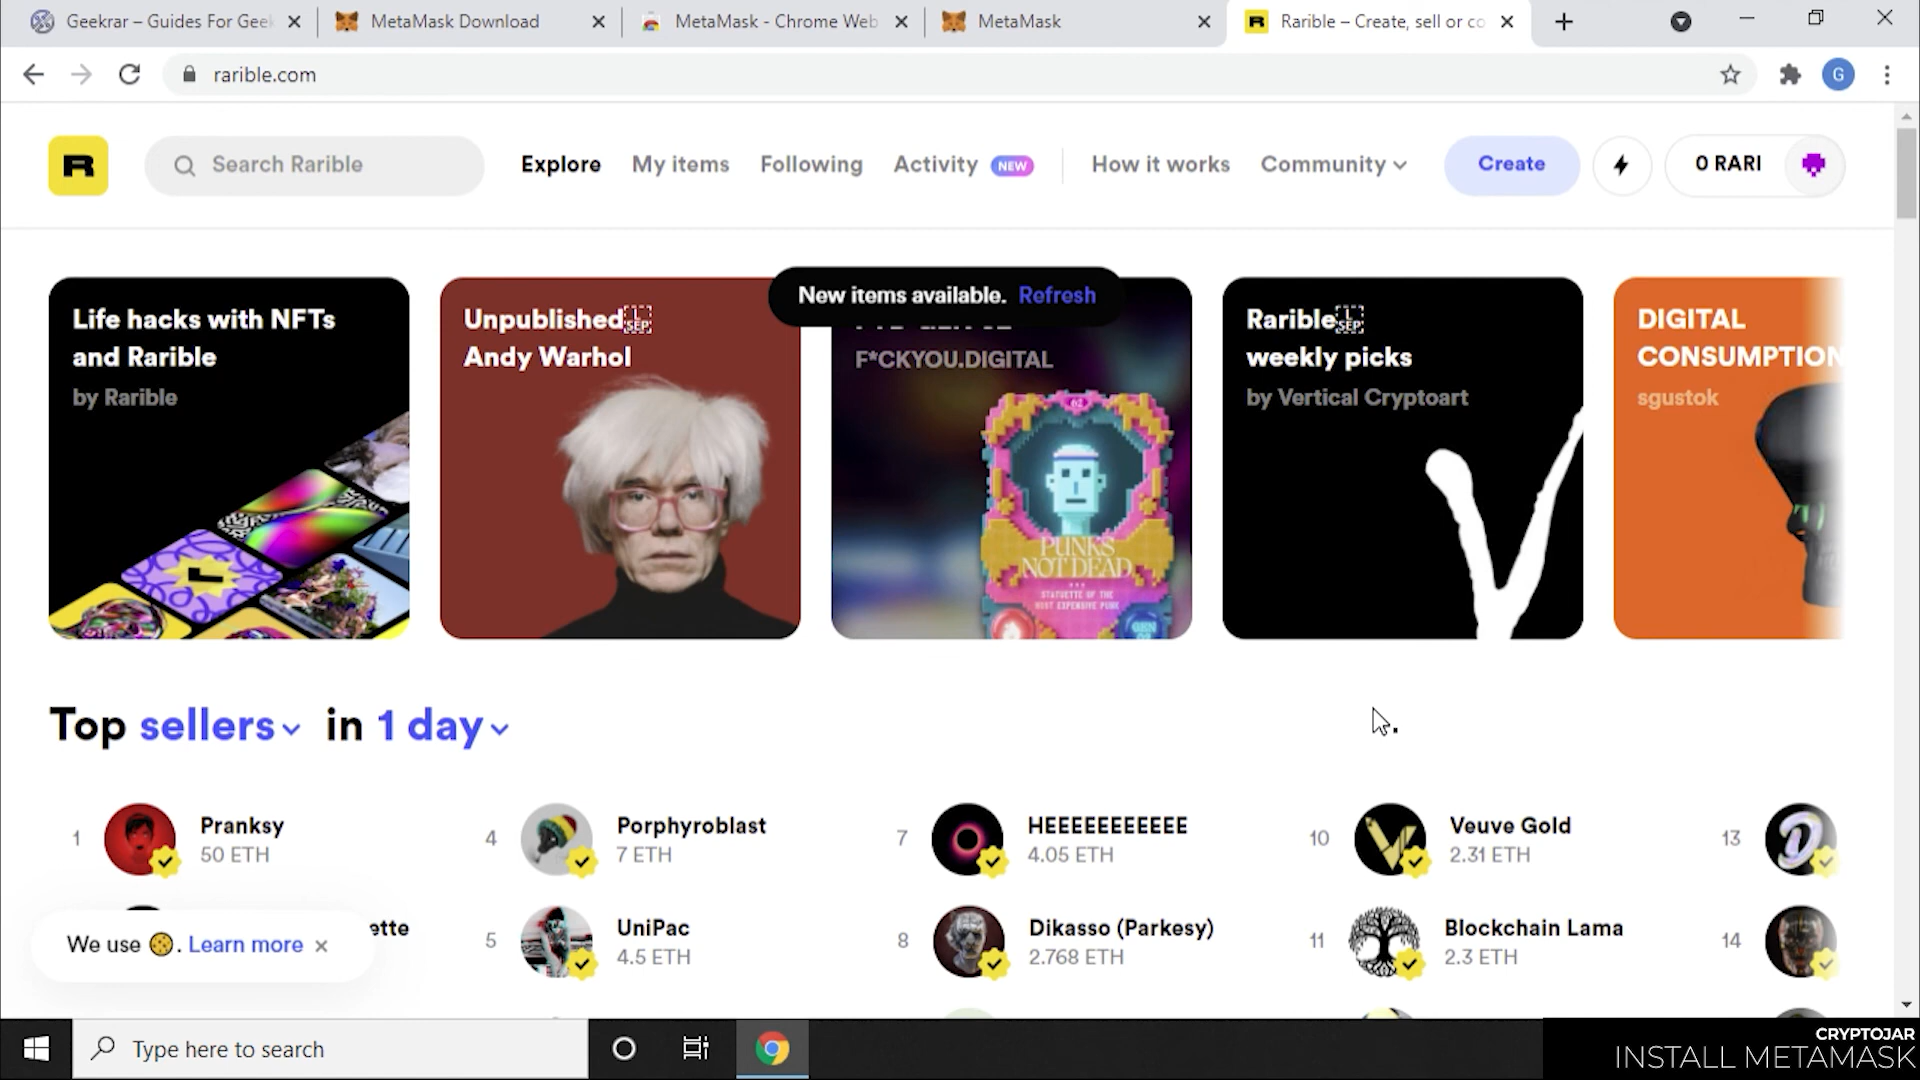 Geekrar – Guides For Geek
MetaMask Download
MetaMask - Chrome Web
MetaMask
Rarible – Create, sell or co
rarible.com
G
R
Search Rarible
Explore
My items
Following
Activity NEW
How it works
Community
Create
0 RARI
Life hacks with NFTs
and Rarible
by Rarible
Unpublished
Andy Warhol
New items available. Refresh
F*CKYOU.DIGITAL
PUNKS
NOT DEAD
STATUETTE OF THE
MOST EXPENSIVE PUNK
Rarible
weekly picks
by Vertical Cryptoart
DIGITAL
CONSUMPTION
sgustok
Top sellers in 1 day
1
Pranksy
50 ETH
4
Porphyroblast
7 ETH
7
HEEEEEEEEEEE
4.05 ETH
10
Veuve Gold
2.31 ETH
13
ette
5
UniPac
4.5 ETH
8
Dikasso (Parkesy)
2.768 ETH
11
Blockchain Lama
2.3 ETH
14
We use 🍪. Learn more
Type here to search
CRYPTOJAR
INSTALL METAMASK